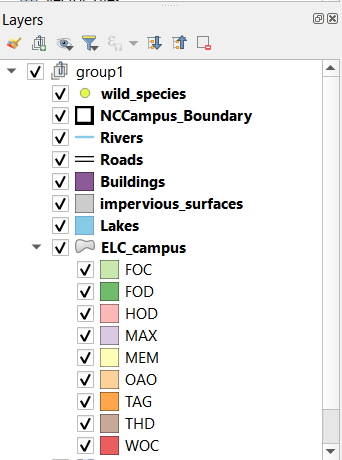 Layers
group1
wild_species
NCCampus_Boundary
Rivers
Roads
Buildings
impervious_surfaces
Lakes
ELC_campus
FOC
FOD
HOD
MAX
MEM
OAO
TAG
THD
WOC